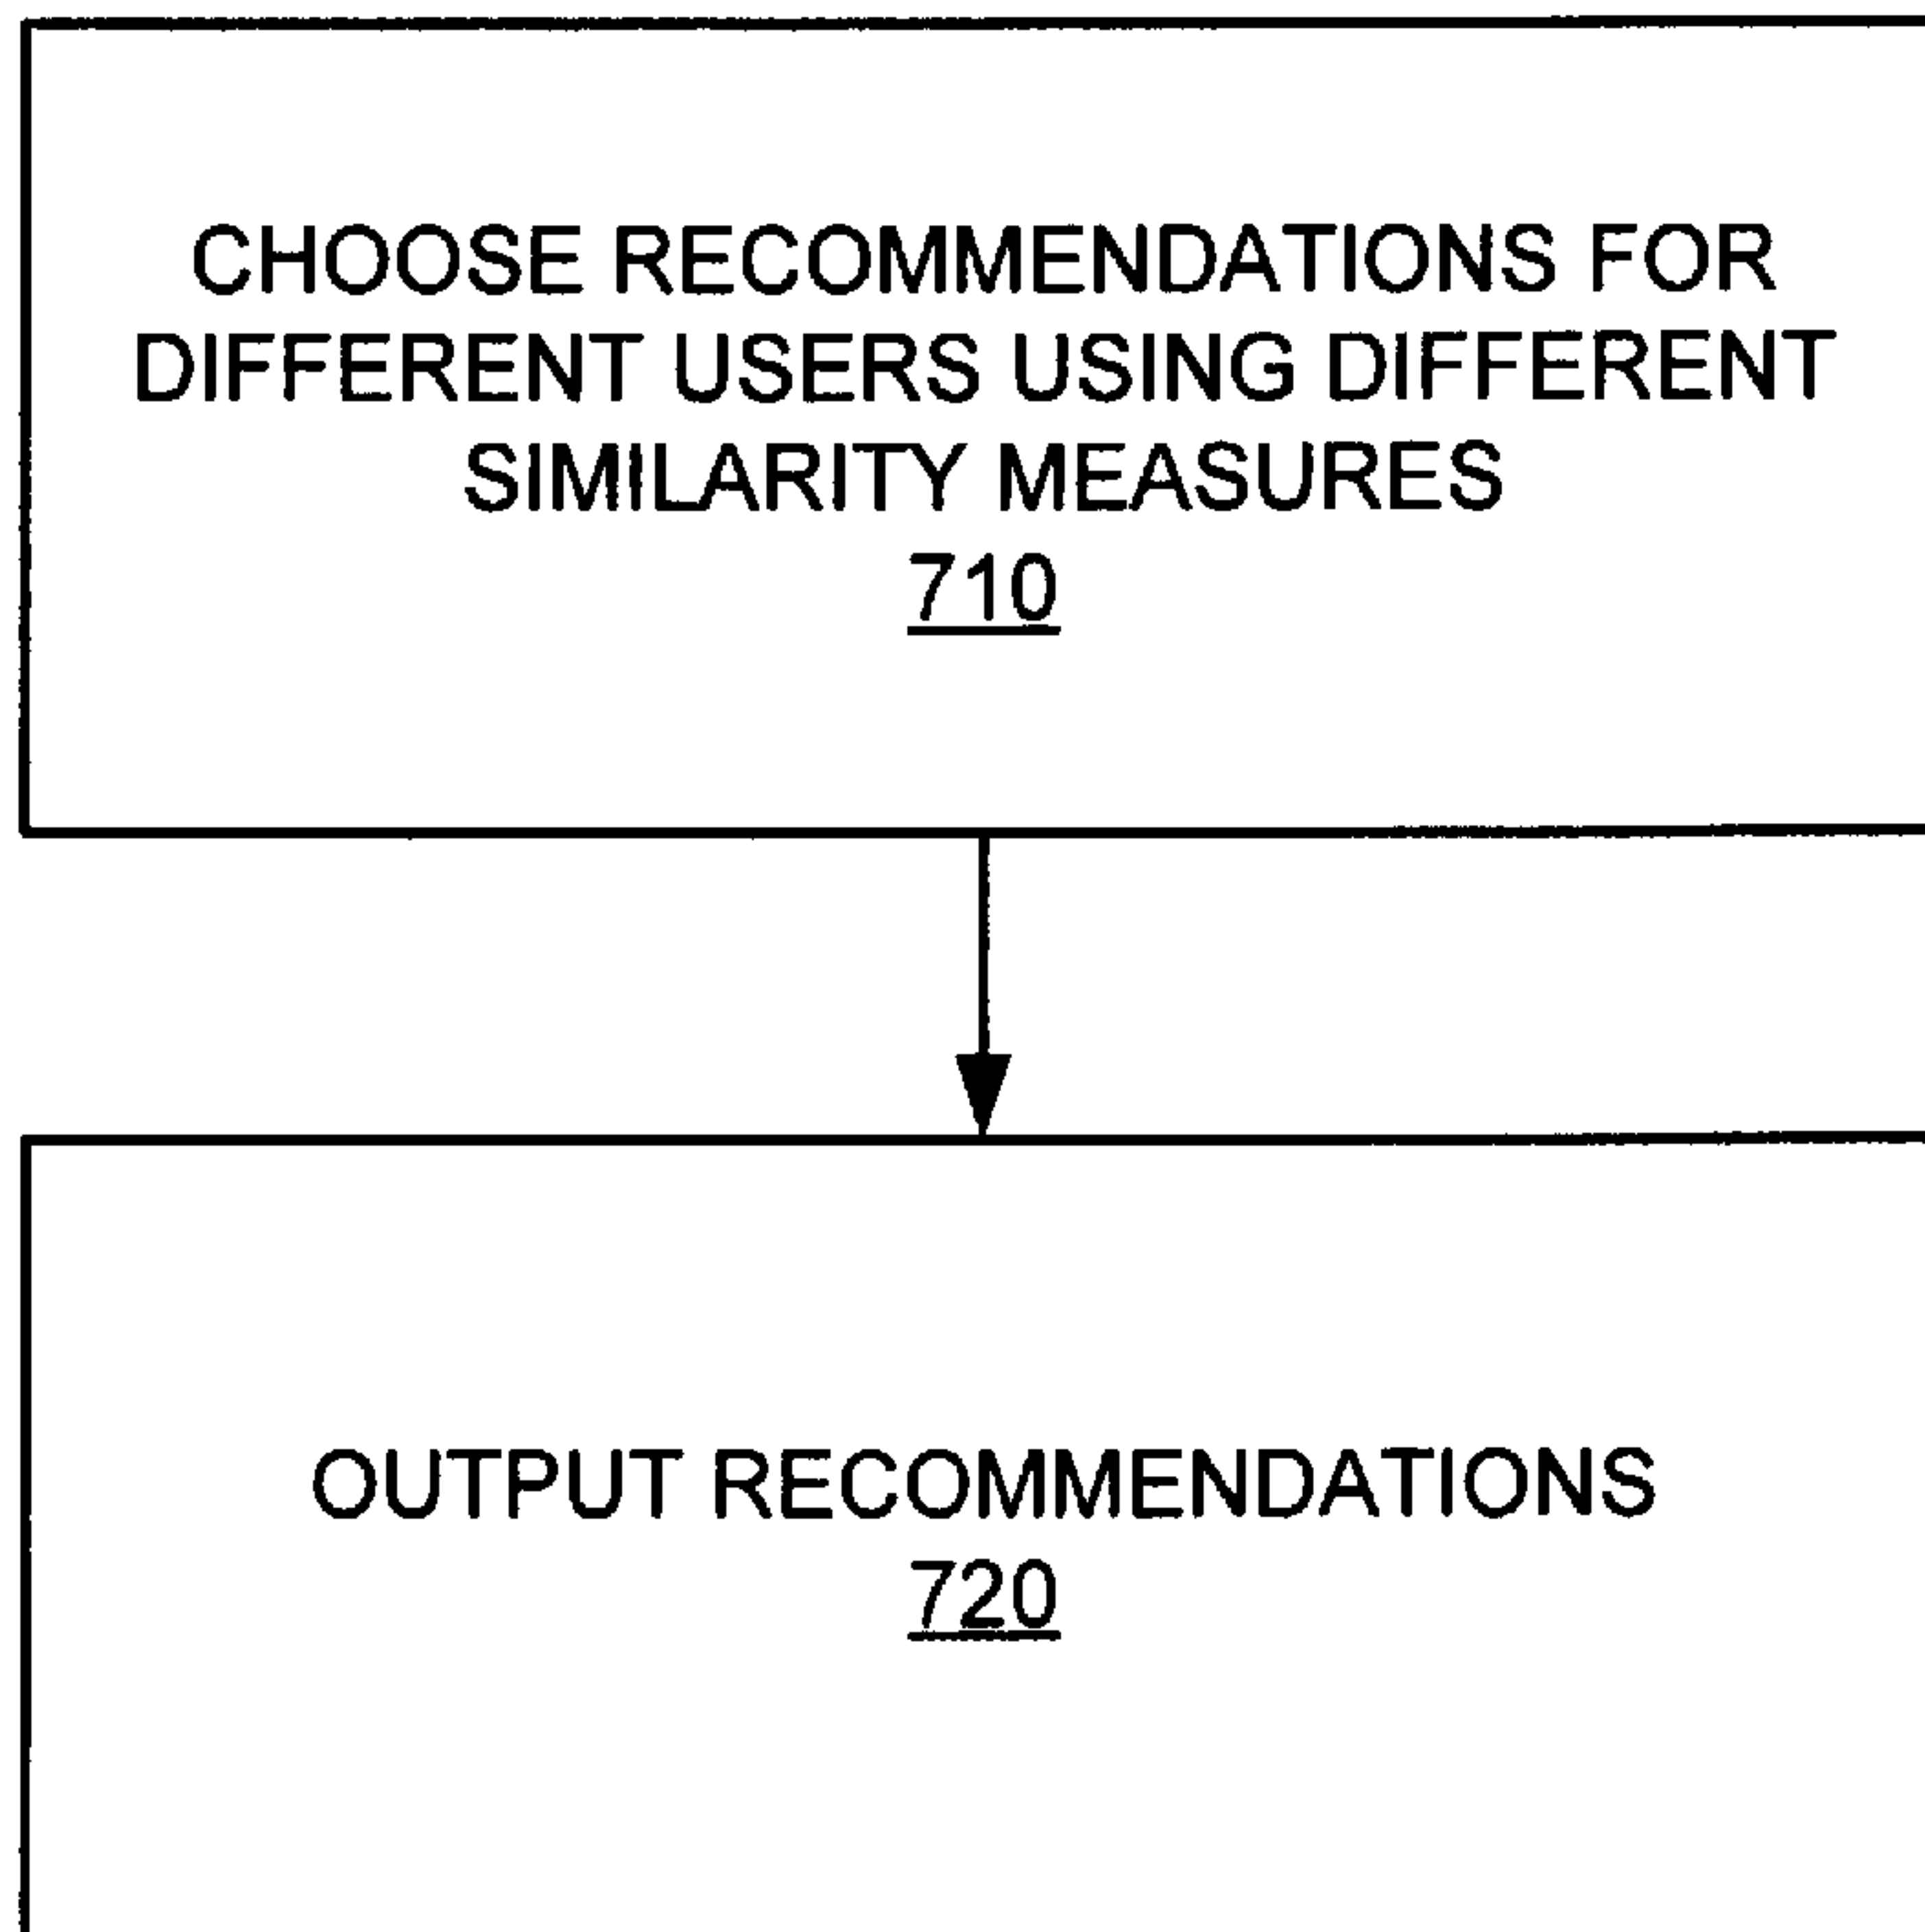 CHOOSE RECOMMENDATIONS FOR
DIFFERENT USERS USING DIFFERENT
SIMILARITY MEASURES
710
OUTPUT RECOMMENDATIONS
720